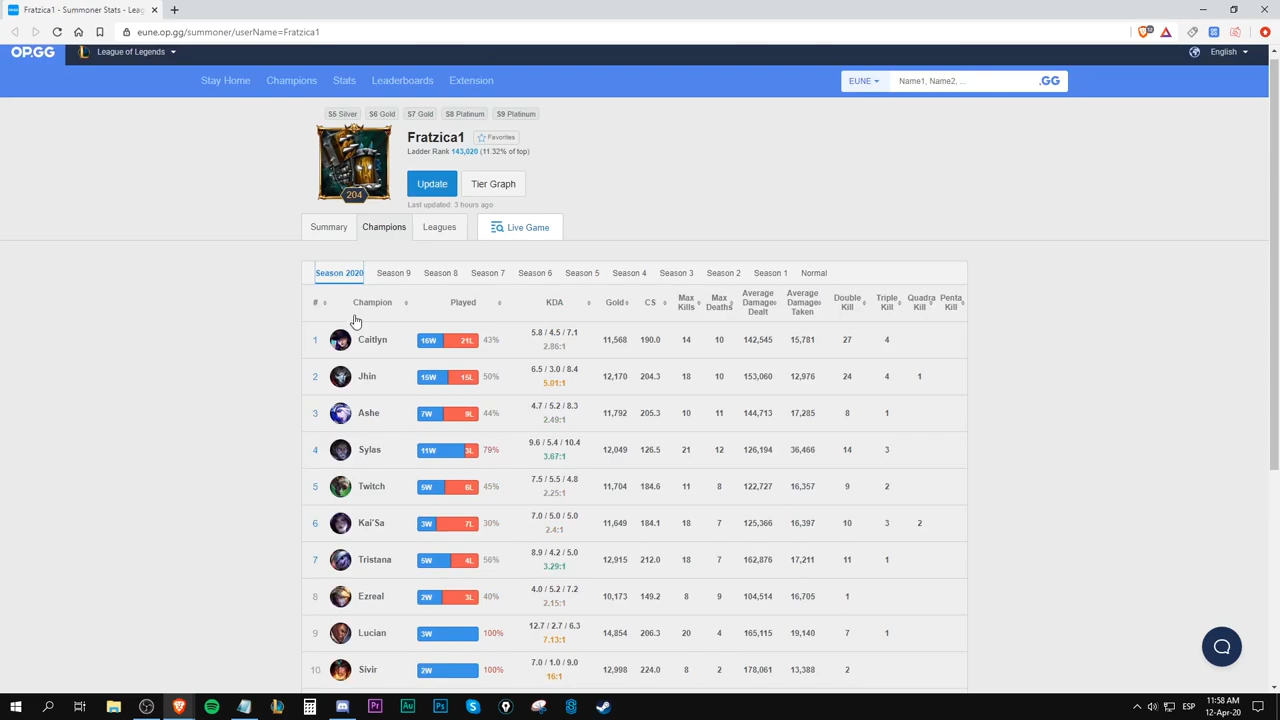 Fratzica1 - Summoner Stats - Leag
eune.op.gg/summoner/userName=Fratzica1
OP.GG League of Legends English
Stay Home Champions Stats Leaderboards Extension EUNE Name1, Name2, ... .GG
S5 Silver S6 Gold S7 Gold S8 Platinum S9 Platinum
Fratzica1 Favorites
Ladder Rank 143,020 (11.32% of top)
204
Update Tier Graph
Last updated: 3 hours ago
Summary Champions Leagues Live Game
Season 2020 Season 9 Season 8 Season 7 Season 6 Season 5 Season 4 Season 3 Season 2 Season 1 Normal
# Champion Played KDA Gold CS Max Kills Max Deaths Average Damage Dealt Average Damage Taken Double Kill Triple Kill Quadra Kill Penta Kill
1 Caitlyn 16W 21L 43% 5.8 / 4.5 / 7.1 2.86:1 11,568 190.0 14 10 142,545 15,781 27 4
2 Jhin 15W 15L 50% 6.5 / 3.0 / 8.4 5.01:1 12,170 204.3 18 10 153,060 12,976 24 4 1
3 Ashe 7W 9L 44% 4.7 / 5.2 / 8.3 2.49:1 11,792 205.3 10 11 144,713 17,285 8 1
4 Sylas 11W 3L 79% 9.6 / 5.4 / 10.4 3.67:1 12,049 126.5 21 12 126,194 36,466 14 3
5 Twitch 5W 6L 45% 7.5 / 5.5 / 4.8 2.25:1 11,704 184.6 11 8 122,727 16,357 9 2
6 Kai'Sa 3W 7L 30% 7.0 / 5.0 / 5.0 2.4:1 11,649 184.1 18 7 125,366 16,397 10 3 2
7 Tristana 5W 4L 56% 8.9 / 4.2 / 5.0 3.29:1 12,915 212.0 18 7 162,876 17,211 11 1
8 Ezreal 2W 3L 40% 4.0 / 5.2 / 7.2 2.15:1 10,173 149.2 8 9 104,514 16,705 1
9 Lucian 3W 100% 12.7 / 2.7 / 6.3 7.13:1 14,854 206.3 20 4 165,115 19,140 7 1
10 Sivir 2W 100% 7.0 / 1.0 / 9.0 16:1 12,998 224.0 8 2 178,061 13,388 2
ESP 11:58 AM
12-Apr-20